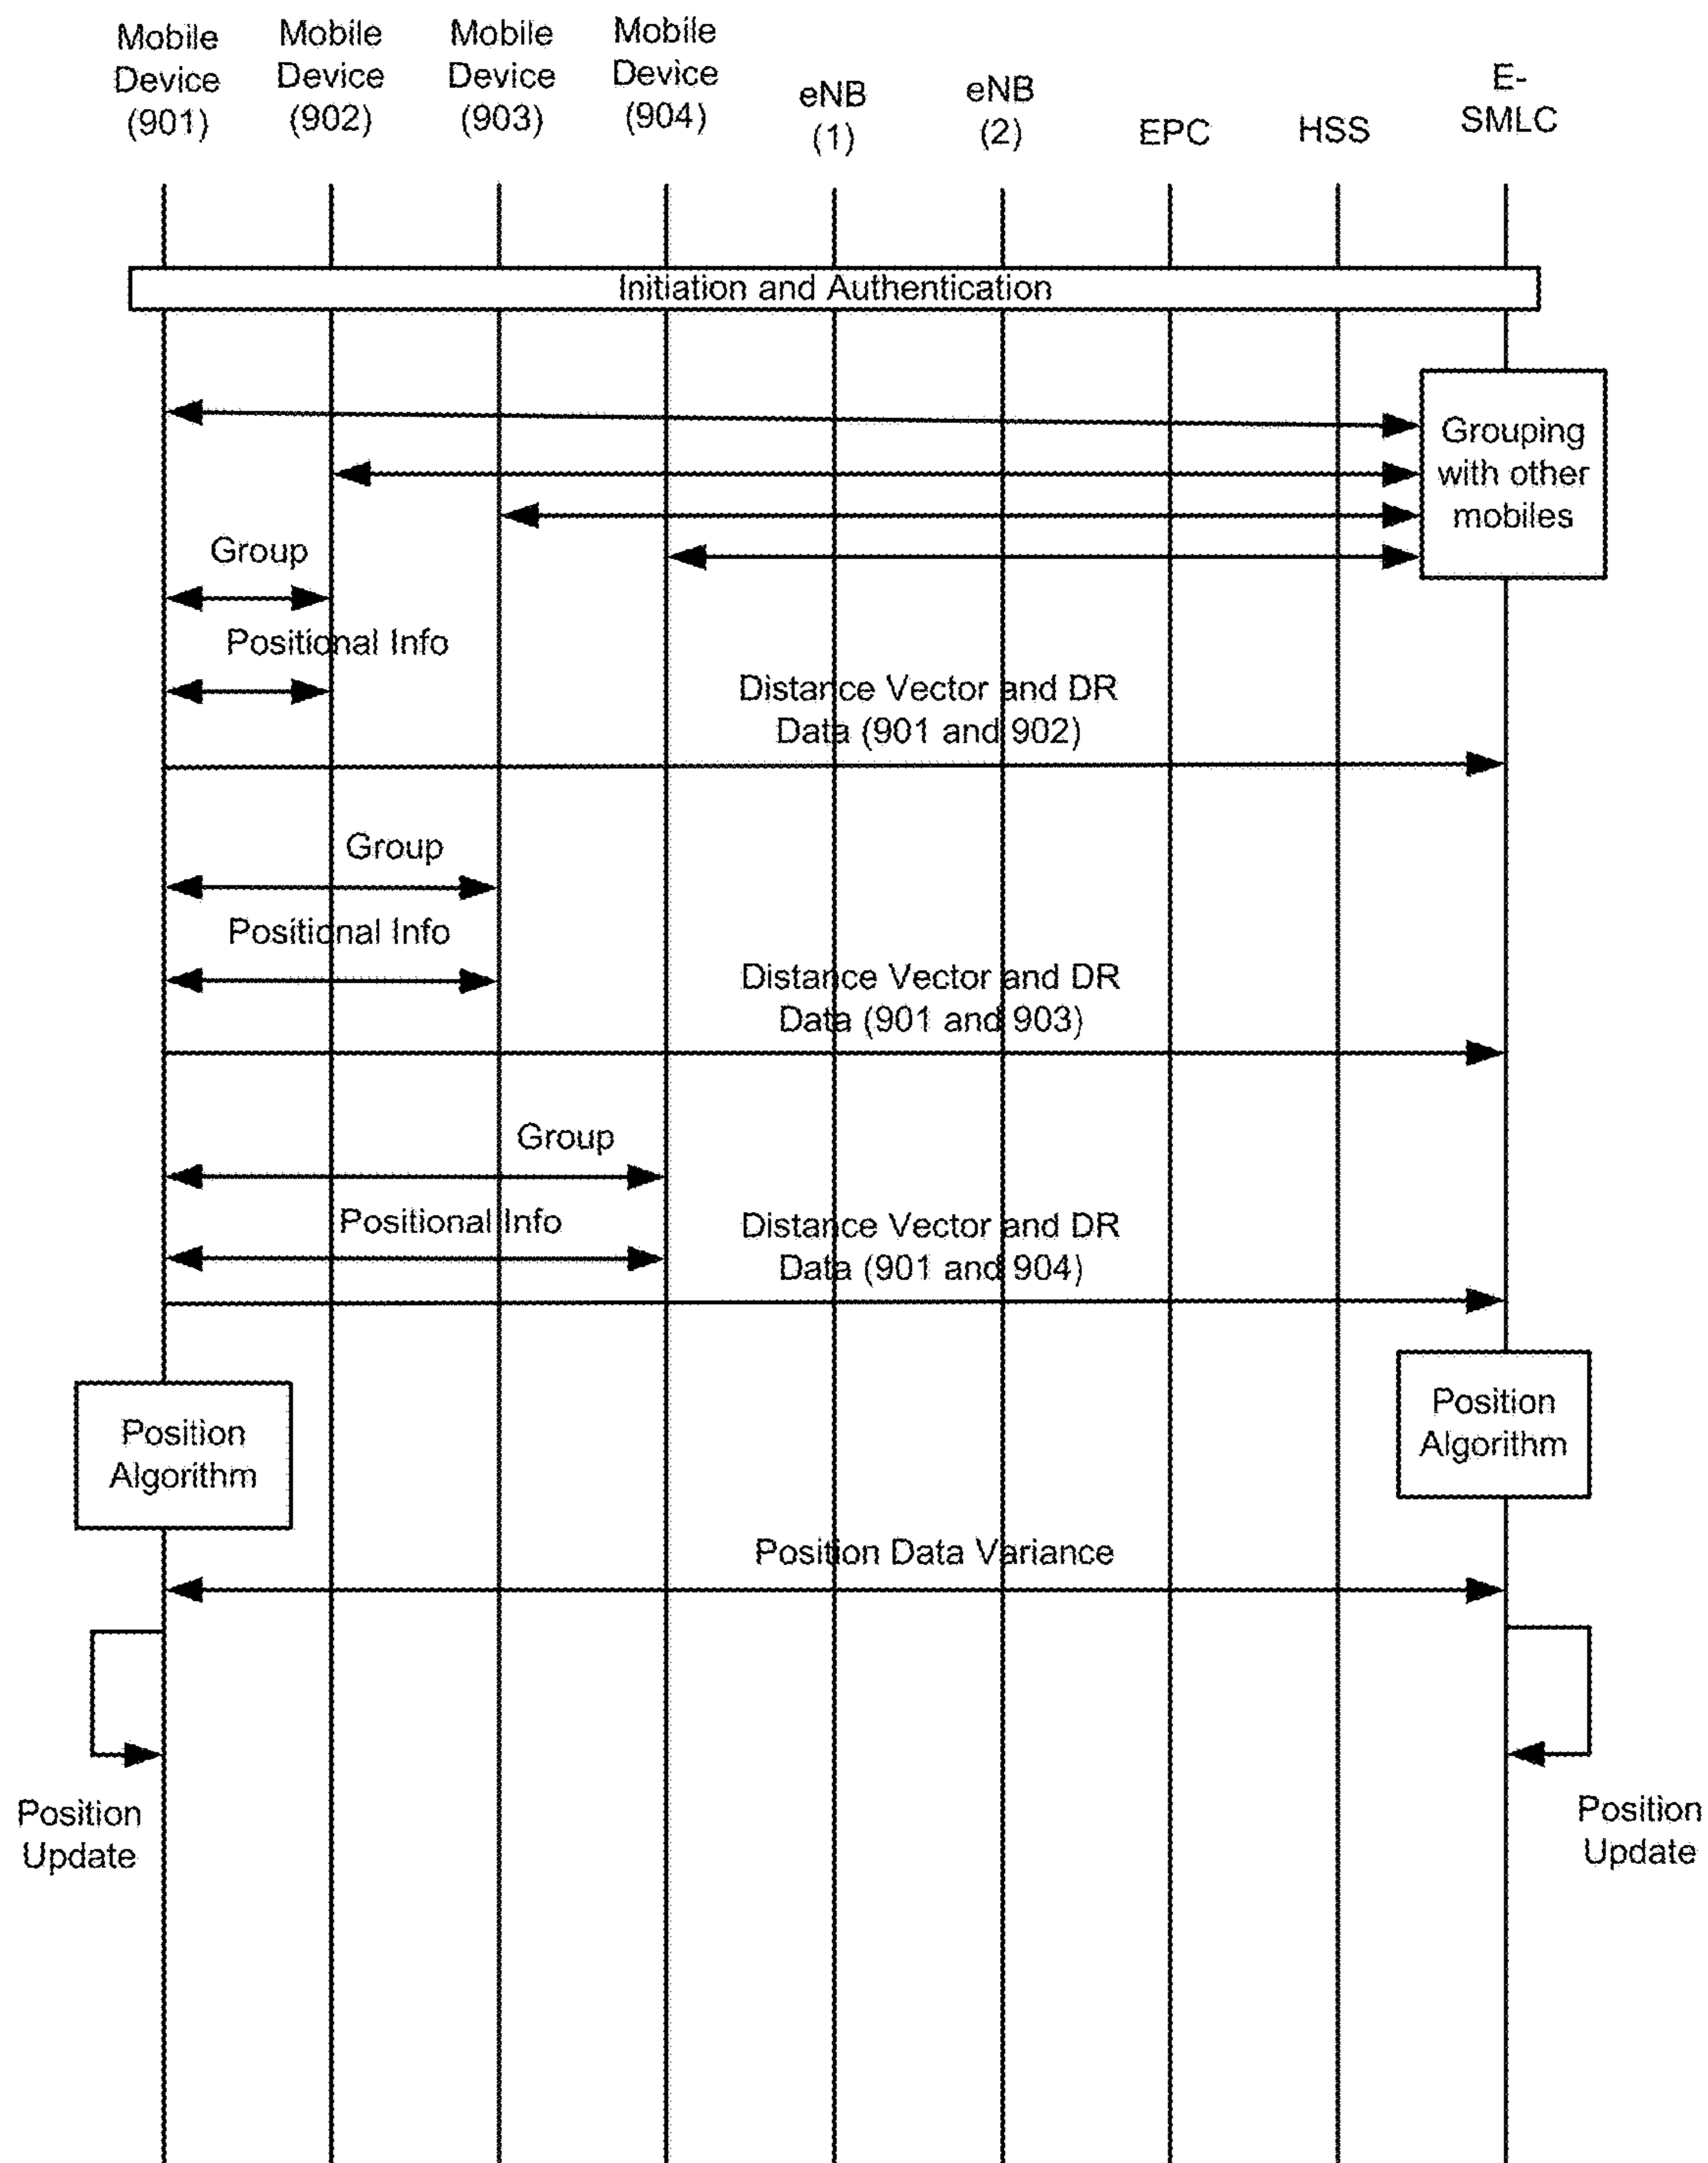 Mobile
Device
(901)
Mobile
Device
(902)
Mobile
Device
(903)
Mobile
Device
(904)
eNB
(1)
eNB
(2)
EPC
HSS
E-
SMLC
Initiation and Authentication
Grouping
with other
mobiles
Group
Positional Info
Distance Vector and DR
Data (901 and 902)
Group
Positional Info
Distance Vector and DR
Data (901 and 903)
Group
Positional Info
Distance Vector and DR
Data (901 and 904)
Position
Algorithm
Position
Algorithm
Position Data Variance
Position
Update
Position
Update